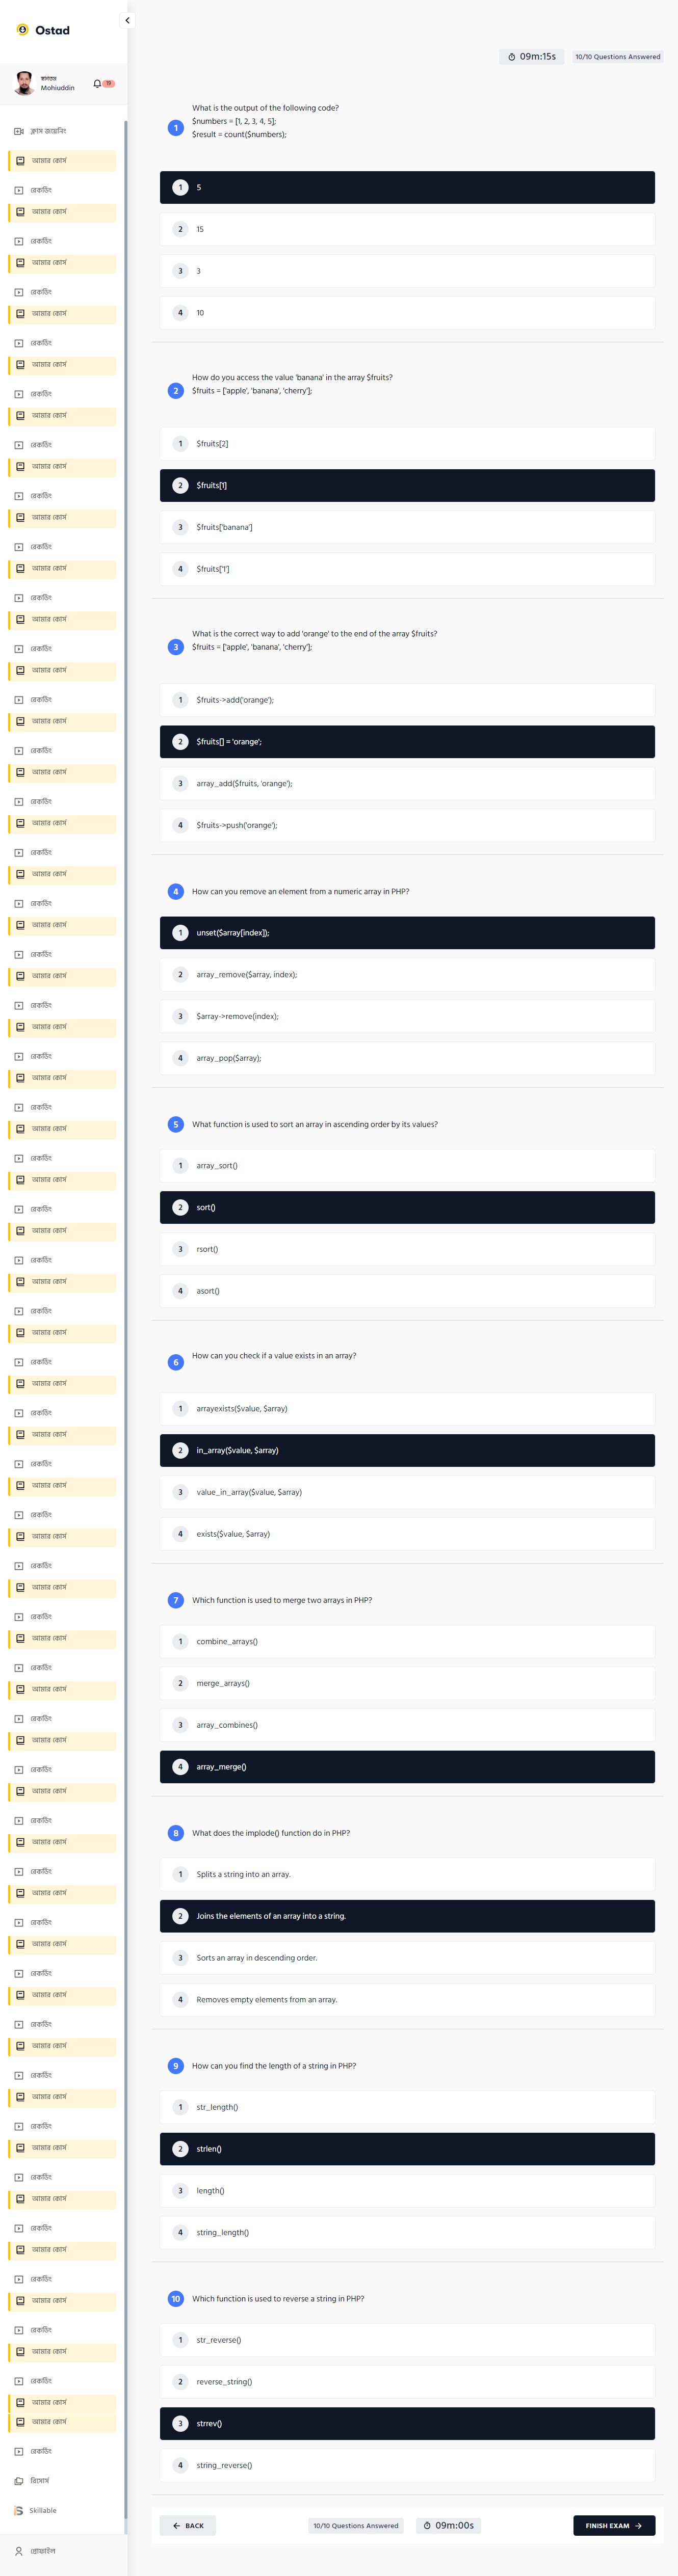 Ostad
স্বাগতম
Mohiuddin
19
ক্লাস জয়েনিং
আমার কোর্স
রেকর্ডিং
আমার কোর্স
রেকর্ডিং
আমার কোর্স
রেকর্ডিং
আমার কোর্স
রেকর্ডিং
আমার কোর্স
রেকর্ডিং
আমার কোর্স
রেকর্ডিং
আমার কোর্স
রেকর্ডিং
আমার কোর্স
রেকর্ডিং
আমার কোর্স
রেকর্ডিং
আমার কোর্স
রেকর্ডিং
আমার কোর্স
রেকর্ডিং
আমার কোর্স
রেকর্ডিং
আমার কোর্স
রেকর্ডিং
আমার কোর্স
রেকর্ডিং
আমার কোর্স
রেকর্ডিং
আমার কোর্স
রেকর্ডিং
আমার কোর্স
রেকর্ডিং
আমার কোর্স
রেকর্ডিং
আমার কোর্স
রেকর্ডিং
আমার কোর্স
রেকর্ডিং
আমার কোর্স
রেকর্ডিং
আমার কোর্স
রেকর্ডিং
আমার কোর্স
রেকর্ডিং
আমার কোর্স
রেকর্ডিং
আমার কোর্স
রেকর্ডিং
আমার কোর্স
রেকর্ডিং
আমার কোর্স
রেকর্ডিং
আমার কোর্স
রেকর্ডিং
আমার কোর্স
রেকর্ডিং
আমার কোর্স
রেকর্ডিং
আমার কোর্স
রেকর্ডিং
আমার কোর্স
রেকর্ডিং
আমার কোর্স
রেকর্ডিং
আমার কোর্স
রেকর্ডিং
আমার কোর্স
রেকর্ডিং
আমার কোর্স
রেকর্ডিং
আমার কোর্স
রেকর্ডিং
আমার কোর্স
রেকর্ডিং
আমার কোর্স
রেকর্ডিং
আমার কোর্স
রেকর্ডিং
আমার কোর্স
রেকর্ডিং
আমার কোর্স
রেকর্ডিং
আমার কোর্স
রেকর্ডিং
আমার কোর্স
রেকর্ডিং
আমার কোর্স
আমার কোর্স
রেকর্ডিং
রিসোর্স
Skillable
প্রোফাইল
09m:15s
10/10 Questions Answered
What is the output of the following code?
1 $numbers = [1, 2, 3, 4, 5];
$result = count($numbers);
1 5
2 15
3 3
4 10
How do you access the value 'banana' in the array $fruits?
2 $fruits = ['apple', 'banana', 'cherry'];
1 $fruits[2]
2 $fruits[1]
3 $fruits['banana']
4 $fruits['1']
What is the correct way to add 'orange' to the end of the array $fruits?
3 $fruits = ['apple', 'banana', 'cherry'];
1 $fruits->add('orange');
2 $fruits[] = 'orange';
3 array_add($fruits, 'orange');
4 $fruits->push('orange');
4 How can you remove an element from a numeric array in PHP?
1 unset($array[index]);
2 array_remove($array, index);
3 $array->remove(index);
4 array_pop($array);
5 What function is used to sort an array in ascending order by its values?
1 array_sort()
2 sort()
3 rsort()
4 asort()
6 How can you check if a value exists in an array?
1 arrayexists($value, $array)
2 in_array($value, $array)
3 value_in_array($value, $array)
4 exists($value, $array)
7 Which function is used to merge two arrays in PHP?
1 combine_arrays()
2 merge_arrays()
3 array_combines()
4 array_merge()
8 What does the implode() function do in PHP?
1 Splits a string into an array.
2 Joins the elements of an array into a string.
3 Sorts an array in descending order.
4 Removes empty elements from an array.
9 How can you find the length of a string in PHP?
1 str_length()
2 strlen()
3 length()
4 string_length()
10 Which function is used to reverse a string in PHP?
1 str_reverse()
2 reverse_string()
3 strrev()
4 string_reverse()
BACK
10/10 Questions Answered
09m:00s
FINISH EXAM